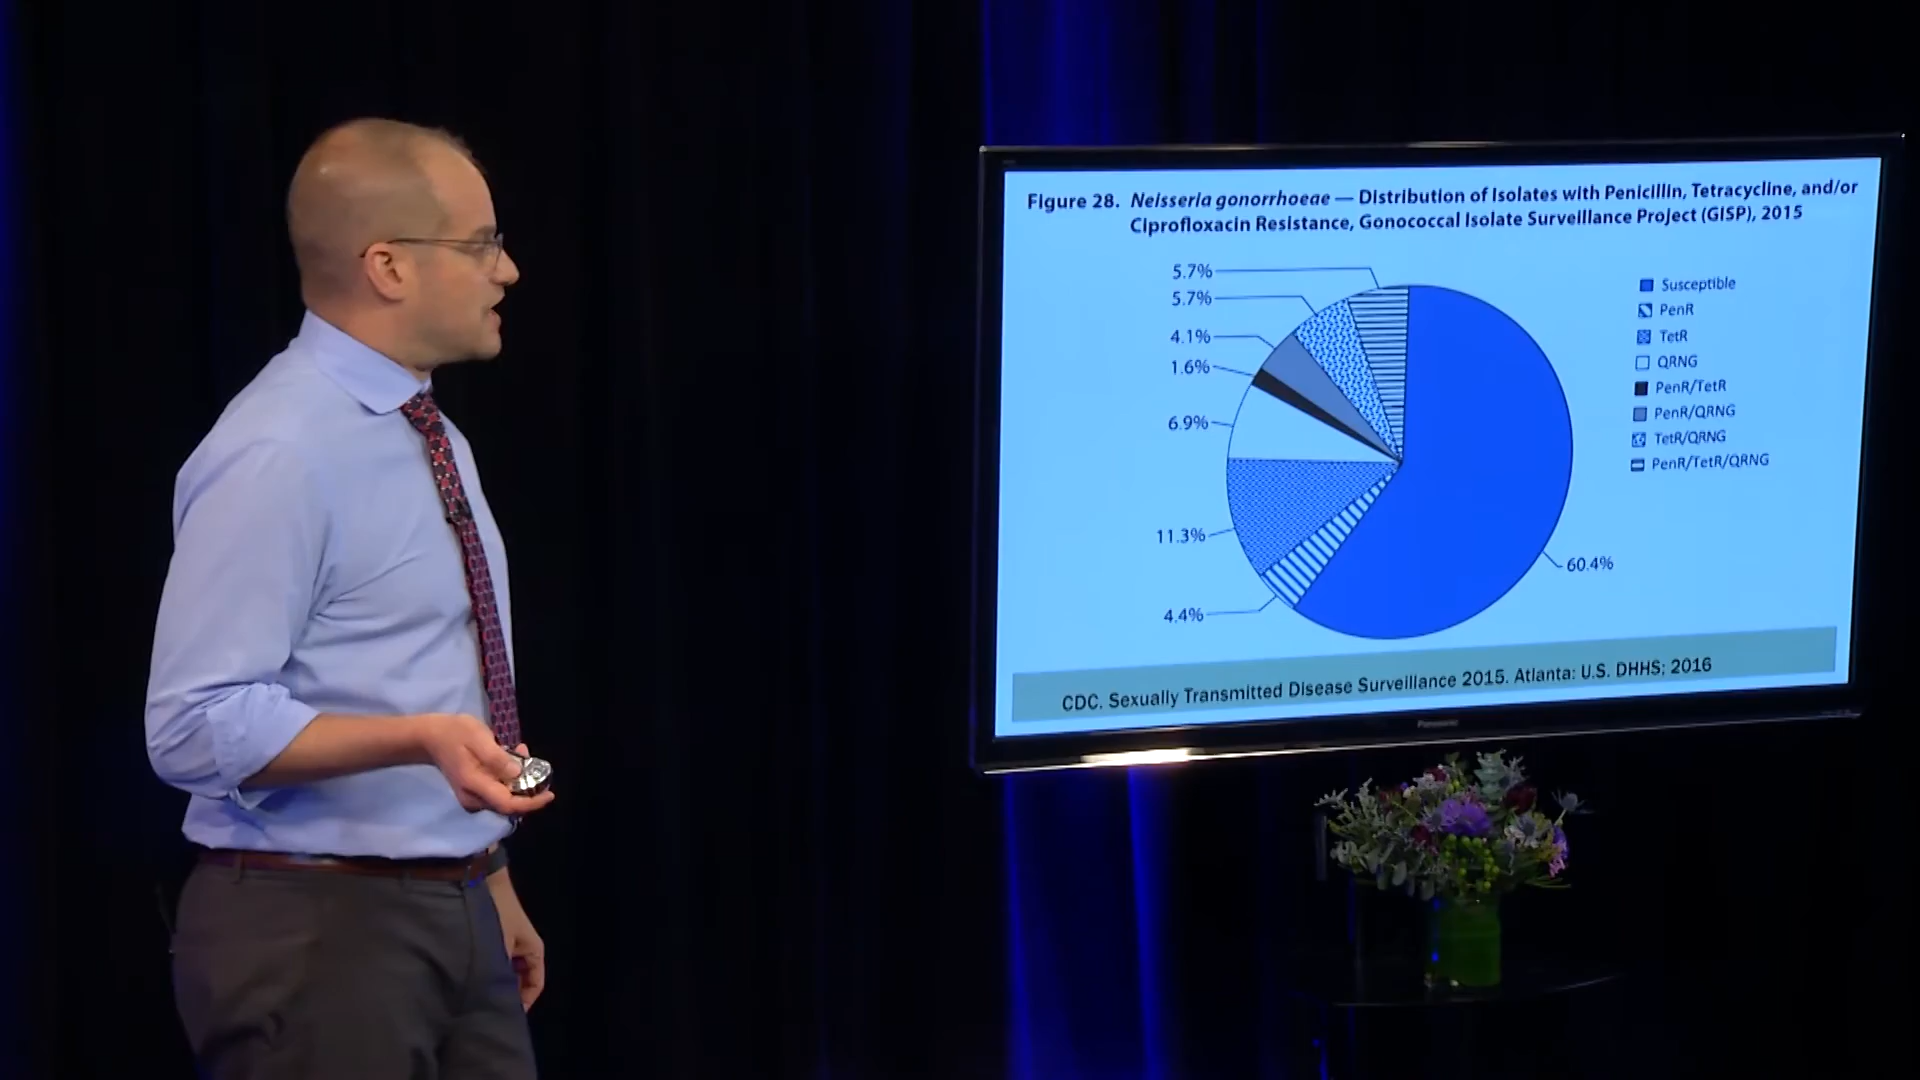 Figure 28. Neisseria gonorrhoeae — Distribution of Isolates with Penicillin, Tetracycline, and/or
Ciprofloxacin Resistance, Gonococcal Isolate Surveillance Project (GISP), 2015
5.7%
5.7%
4.1%
1.6%
6.9%
11.3%
4.4%
60.4%
Susceptible
PenR
TetR
QRNG
PenR/TetR
PenR/QRNG
TetR/QRNG
PenR/TetR/QRNG
CDC. Sexually Transmitted Disease Surveillance 2015. Atlanta: U.S. DHHS; 2016
Panasonic